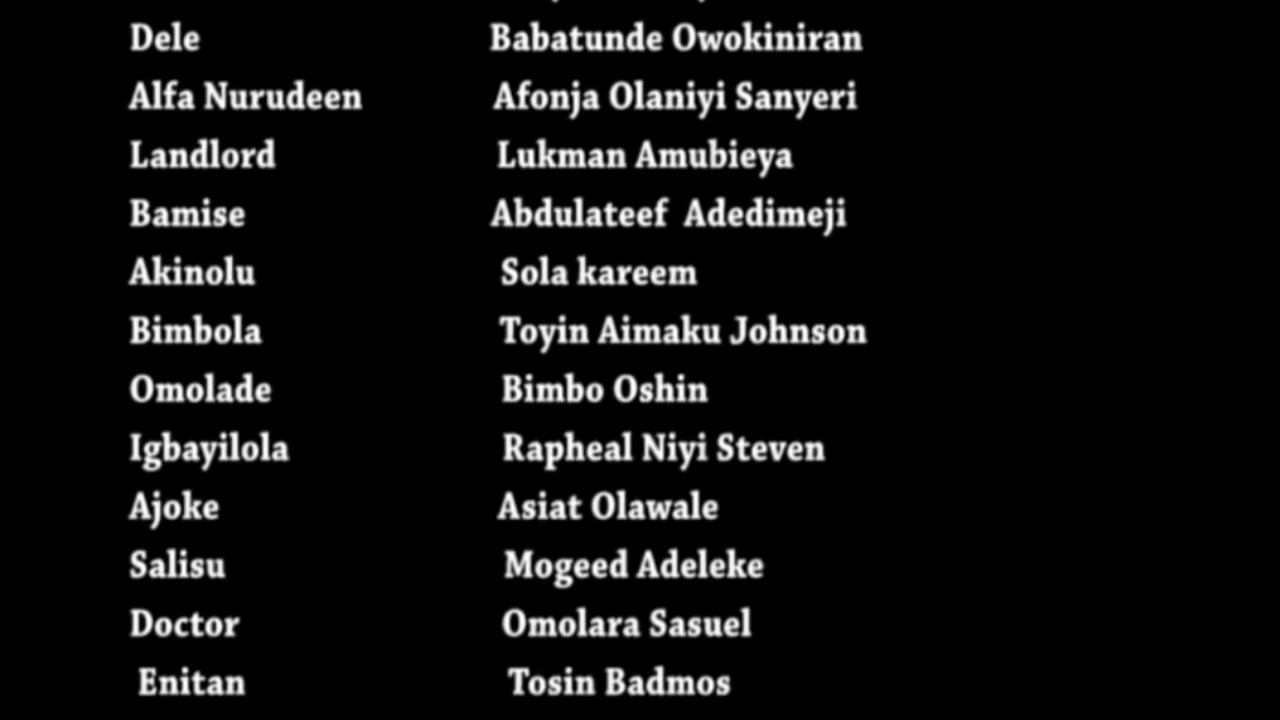 Dele Babatunde Owokiniran
Alfa Nurudeen Afonja Olaniyi Sanyeri
Landlord Lukman Amubieya
Bamise Abdulateef Adedimeji
Akinolu Sola kareem
Bimbola Toyin Aimaku Johnson
Omolade Bimbo Oshin
Igbayilola Rapheal Niyi Steven
Ajoke Asiat Olawale
Salisu Mogeed Adeleke
Doctor Omolara Sasuel
Enitan Tosin Badmos